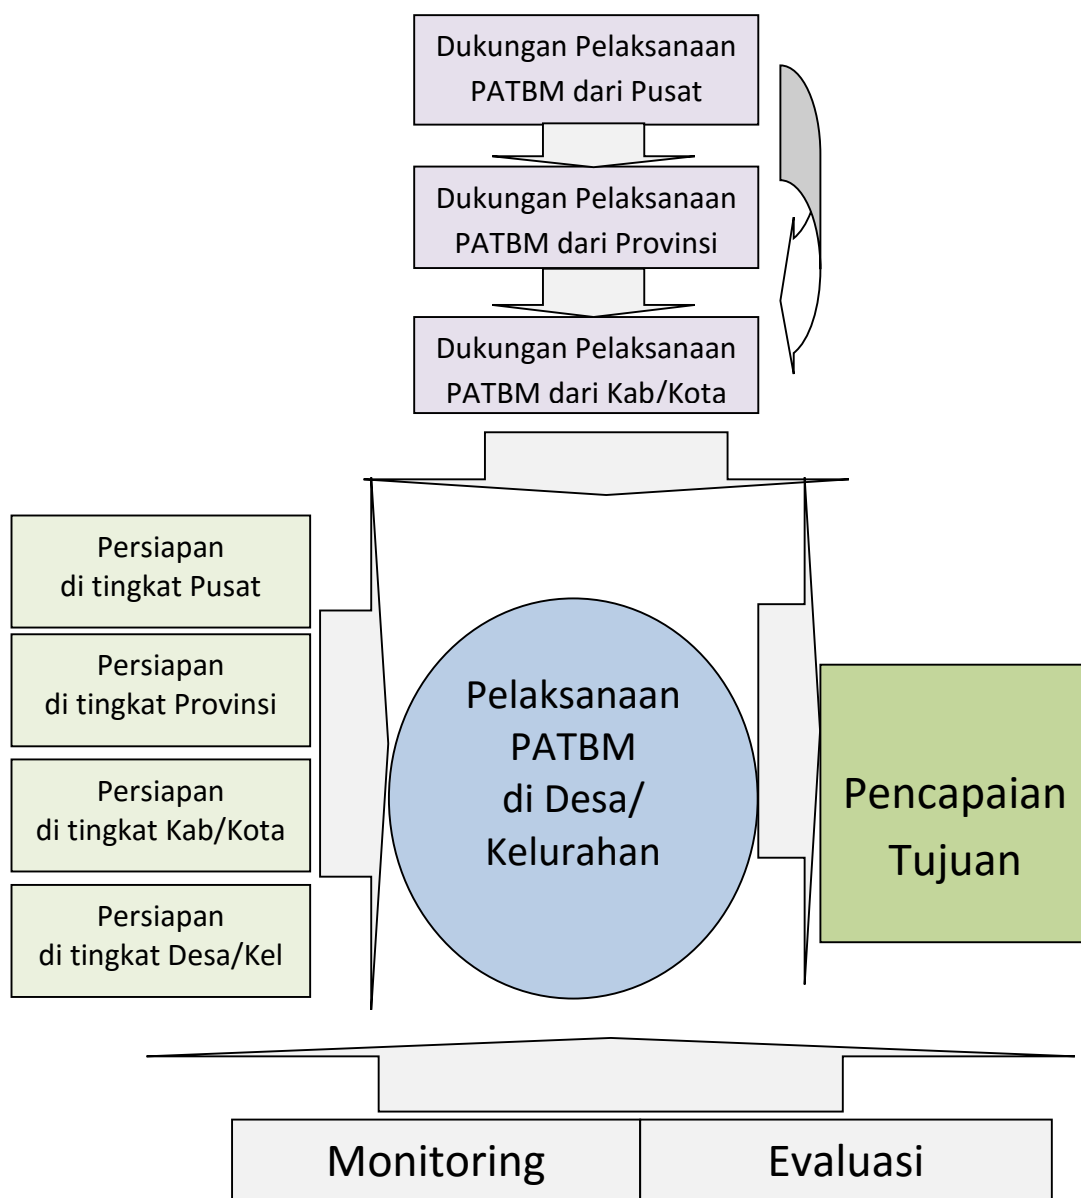 Dukungan Pelaksanaan
PATBM dari Pusat
Dukungan Pelaksanaan
PATBM dari Provinsi
Dukungan Pelaksanaan
PATBM dari Kab/Kota
Persiapan
di tingkat Pusat
Persiapan
di tingkat Provinsi
Persiapan
di tingkat Kab/Kota
Persiapan
di tingkat Desa/Kel
Pelaksanaan
PATBM
di Desa/
Kelurahan
Pencapaian
Tujuan
Monitoring
Evaluasi